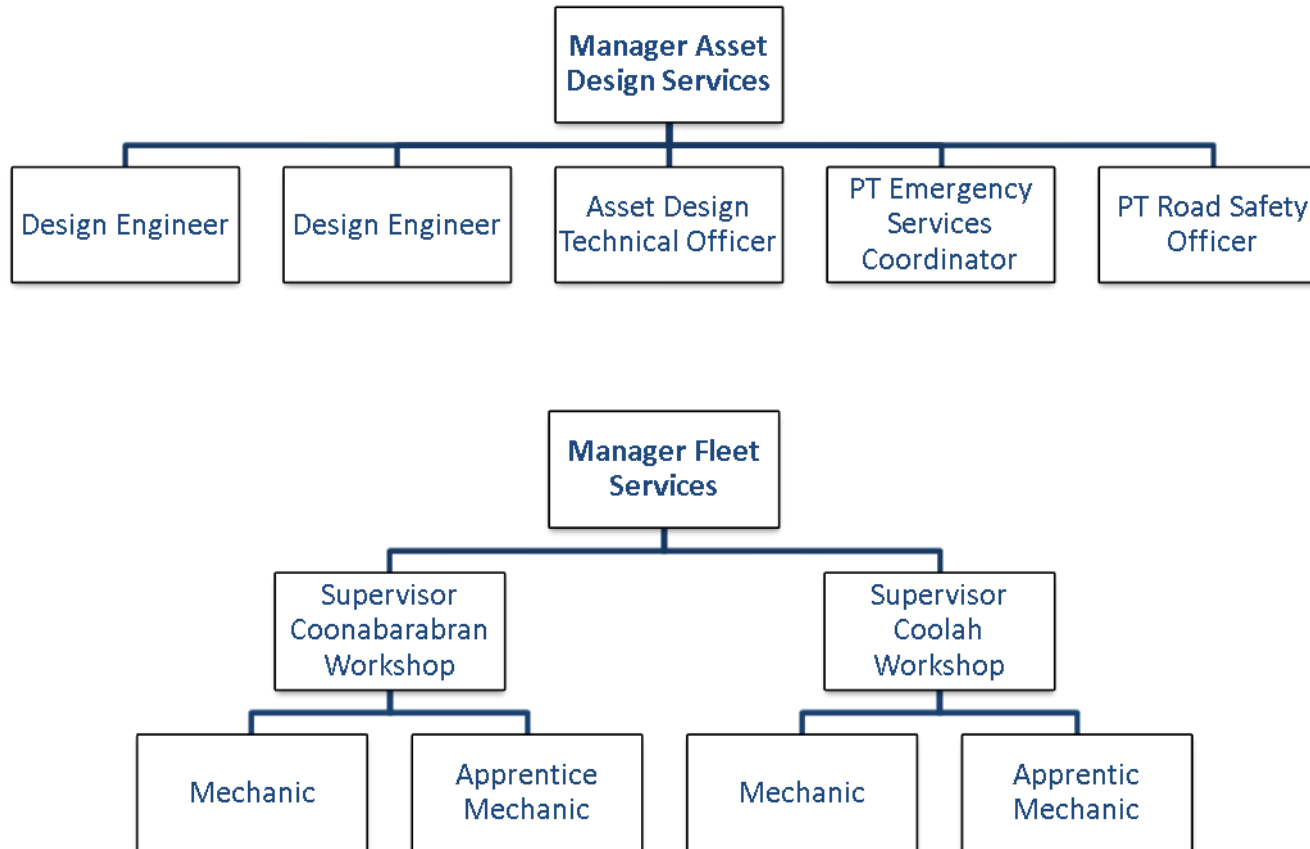 Manager Asset
Design Services
Design Engineer
Design Engineer
Asset Design
Technical Officer
PT Emergency
Services
Coordinator
PT Road Safety
Officer
Manager Fleet
Services
Supervisor
Coonabarabran
Workshop
Supervisor
Coolah
Workshop
Mechanic
Apprentice
Mechanic
Mechanic
Apprentic
Mechanic